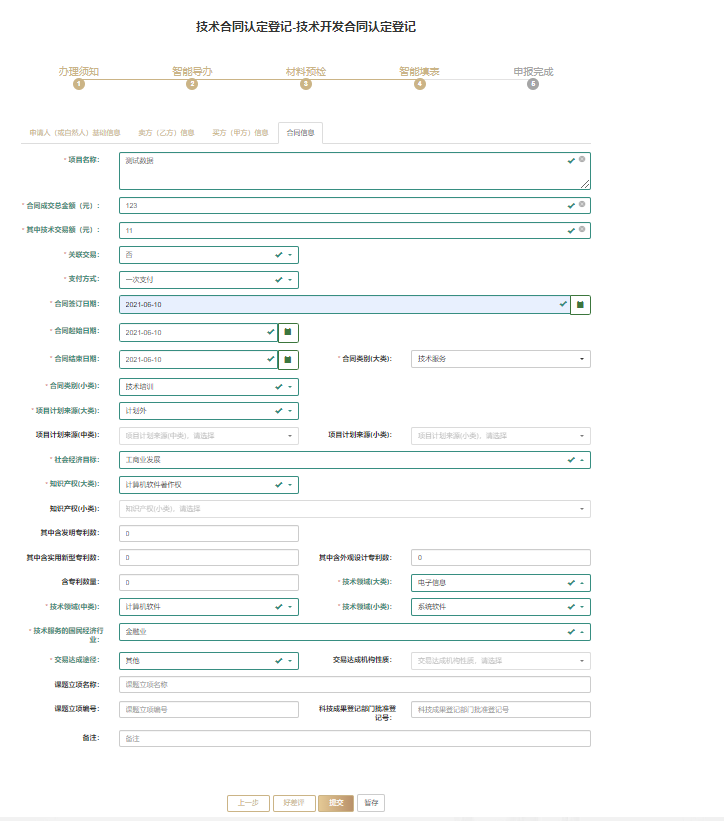 技术合同认定登记-技术开发合同认定登记
办理须知 智能导办 材料预检 智能填表 申报完成
1 2 3 4 5
申请人（或自然人）基础信息 卖方（乙方）信息 买方（甲方）信息 合同信息
* 项目名称： 测试数据
* 合同成交总金额（元）： 123
* 其中技术交易额（元）： 11
* 关联交易： 否
* 支付方式： 一次支付
* 合同签订日期： 2021-06-10
* 合同起始日期： 2021-06-10
* 合同结束日期： 2021-06-10 * 合同类别(大类)： 技术服务
* 合同类别(小类)： 技术培训
* 项目计划来源(大类)： 计划外
项目计划来源(中类)： 项目计划来源(中类)，请选择 项目计划来源(小类)： 项目计划来源(小类)，请选择
* 社会经济目标： 工商业发展
* 知识产权(大类)： 计算机软件著作权
知识产权(小类)： 知识产权(小类)，请选择
其中含发明专利数： 0
其中含实用新型专利数： 0 其中含外观设计专利数： 0
含专利数量： 0 * 技术领域(大类)： 电子信息
* 技术领域(中类)： 计算机软件 * 技术领域(小类)： 系统软件
* 技术服务的国民经济行
业： 金融业
* 交易达成途径： 其他 交易达成机构性质： 交易达成机构性质，请选择
课题立项名称： 课题立项名称
课题立项编号： 课题立项编号 科技成果登记部门批准登
记号： 科技成果登记部门批准登记号
备注： 备注
上一步 好差评 提交 暂存